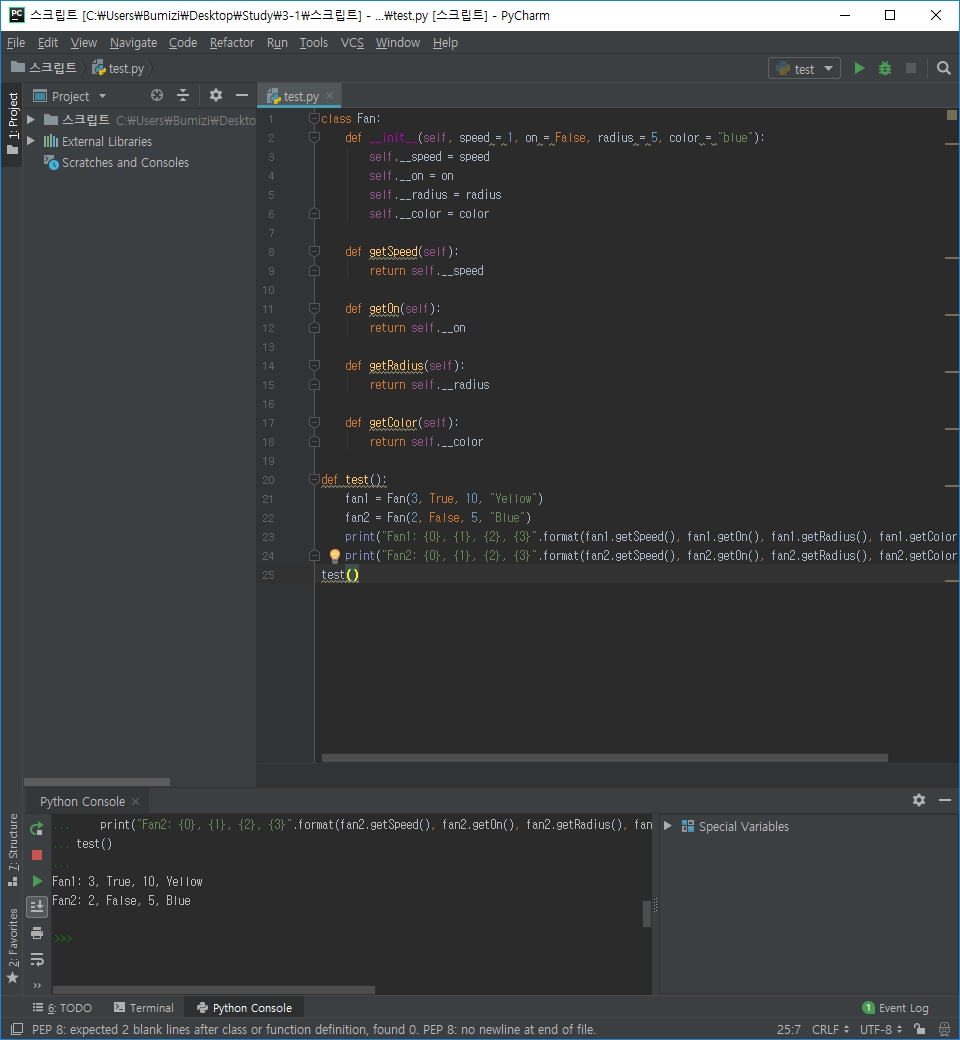 PC 스크립트 [C:₩Users₩Bumizi₩Desktop₩Study₩3-1₩스크립트] - ...₩test.py [스크립트] - PyCharm
File Edit View Navigate Code Refactor Run Tools VCS Window Help
스크립트 test.py test
1: Project
Project test.py
스크립트 C:₩Users₩Bumizi₩Deskto
External Libraries
Scratches and Consoles
1 class Fan:
2     def __init__(self, speed = 1, on = False, radius = 5, color = "blue"):
3         self.__speed = speed
4         self.__on = on
5         self.__radius = radius
6         self.__color = color
7
8     def getSpeed(self):
9         return self.__speed
10
11     def getOn(self):
12         return self.__on
13
14     def getRadius(self):
15         return self.__radius
16
17     def getColor(self):
18         return self.__color
19
20 def test():
21     fan1 = Fan(3, True, 10, "Yellow")
22     fan2 = Fan(2, False, 5, "Blue")
23     print("Fan1: {0}, {1}, {2}, {3}".format(fan1.getSpeed(), fan1.getOn(), fan1.getRadius(), fan1.getColor
24     print("Fan2: {0}, {1}, {2}, {3}".format(fan2.getSpeed(), fan2.getOn(), fan2.getRadius(), fan2.getColor
25 test()
Python Console
...     print("Fan2: {0}, {1}, {2}, {3}".format(fan2.getSpeed(), fan2.getOn(), fan2.getRadius(), fan
... test()
...
Fan1: 3, True, 10, Yellow
Fan2: 2, False, 5, Blue
>>>
Special Variables
7: Structure
2: Favorites
6: TODO Terminal Python Console 1 Event Log
PEP 8: expected 2 blank lines after class or function definition, found 0. PEP 8: no newline at end of file. 25:7 CRLF UTF-8